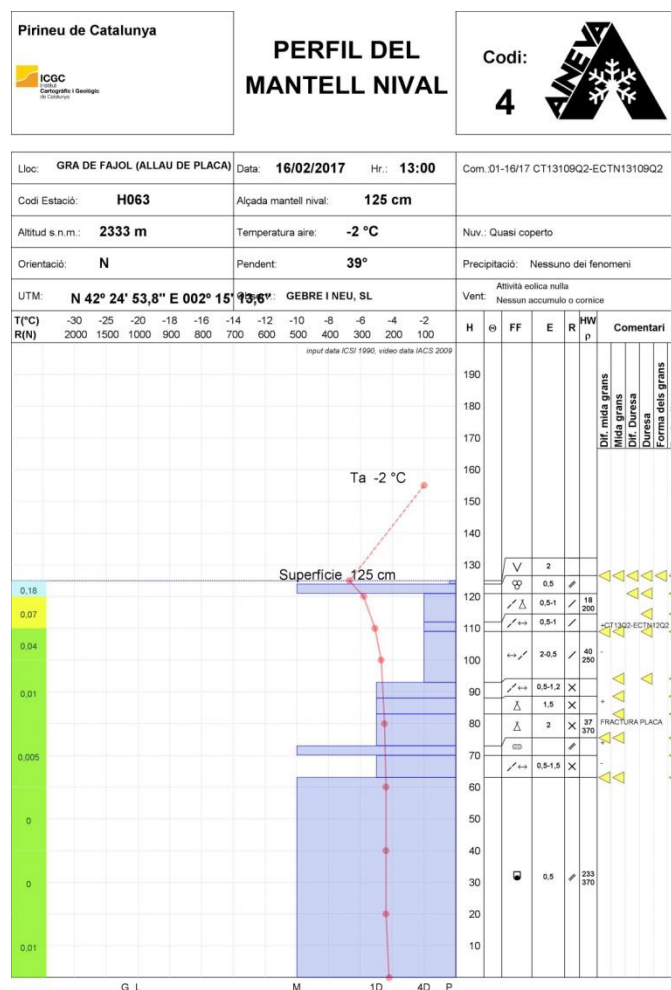 Pirineu de Catalunya
ICGC
Institut
Cartogràfic i Geològic
de Catalunya
PERFIL DEL
MANTELL NIVAL
Codi:
4
AINEVA
Lloc: GRA DE FAJOL (ALLAU DE PLACA) Data: 16/02/2017 Hr.: 13:00 Com.:01-16/17 CT13109Q2-ECTN13109Q2
Codi Estació: H063 Alçada mantell nival: 125 cm
Altitud s.n.m.: 2333 m Temperatura aire: -2 °C Nuv.: Quasi coperto
Orientació: N Pendent: 39° Precipitació: Nessuno dei fenomeni
UTM: N 42º 24' 53,8" E 002º 15' GEBRE I NEU, SL Vent: Attività eolica nulla
Nessun accumulo o cornice
T(°C) -30 -25 -20 -18 -16 -14 -12 -10 -8 -6 -4 -2 H Θ FF E R HW Comentari
R(N) 2000 1500 1000 900 800 700 600 500 400 300 200 100 ρ
input data ICSI 1990, video data IACS 2009
Dif. mida grans
Mida grans
Dif. Duresa
Duresa
Forma dels grans
190
180
170
160
Ta -2 °C
150
140
130
V 2
Superfície 125 cm
0,5
0,18
120
0,5-1 18
200
0,07
110
0,5-1
+CT13Q2-ECTN12Q2
0,04
100
2-0,5 40
250
-
0,01
90
0,5-1,2
1,5
+
80
2 37
370
FRACTURA PLACA
+
0,005
70
0,5-1,5
-
60
0
50
40
0
30
0,5 233
370
20
0,01
10
G L M 1D 4D P